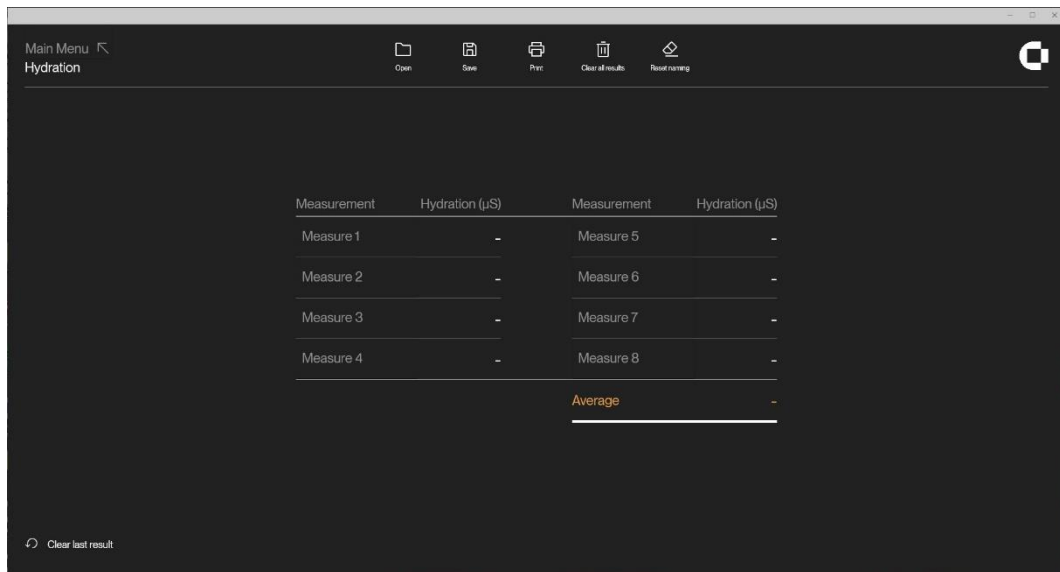 Main Menu
Hydration
Open Save Print Clear all results Reset naming
Measurement Hydration (µS) Measurement Hydration (µS)
Measure 1 - Measure 5 -
Measure 2 - Measure 6 -
Measure 3 - Measure 7 -
Measure 4 - Measure 8 -
Average -
Clear last result